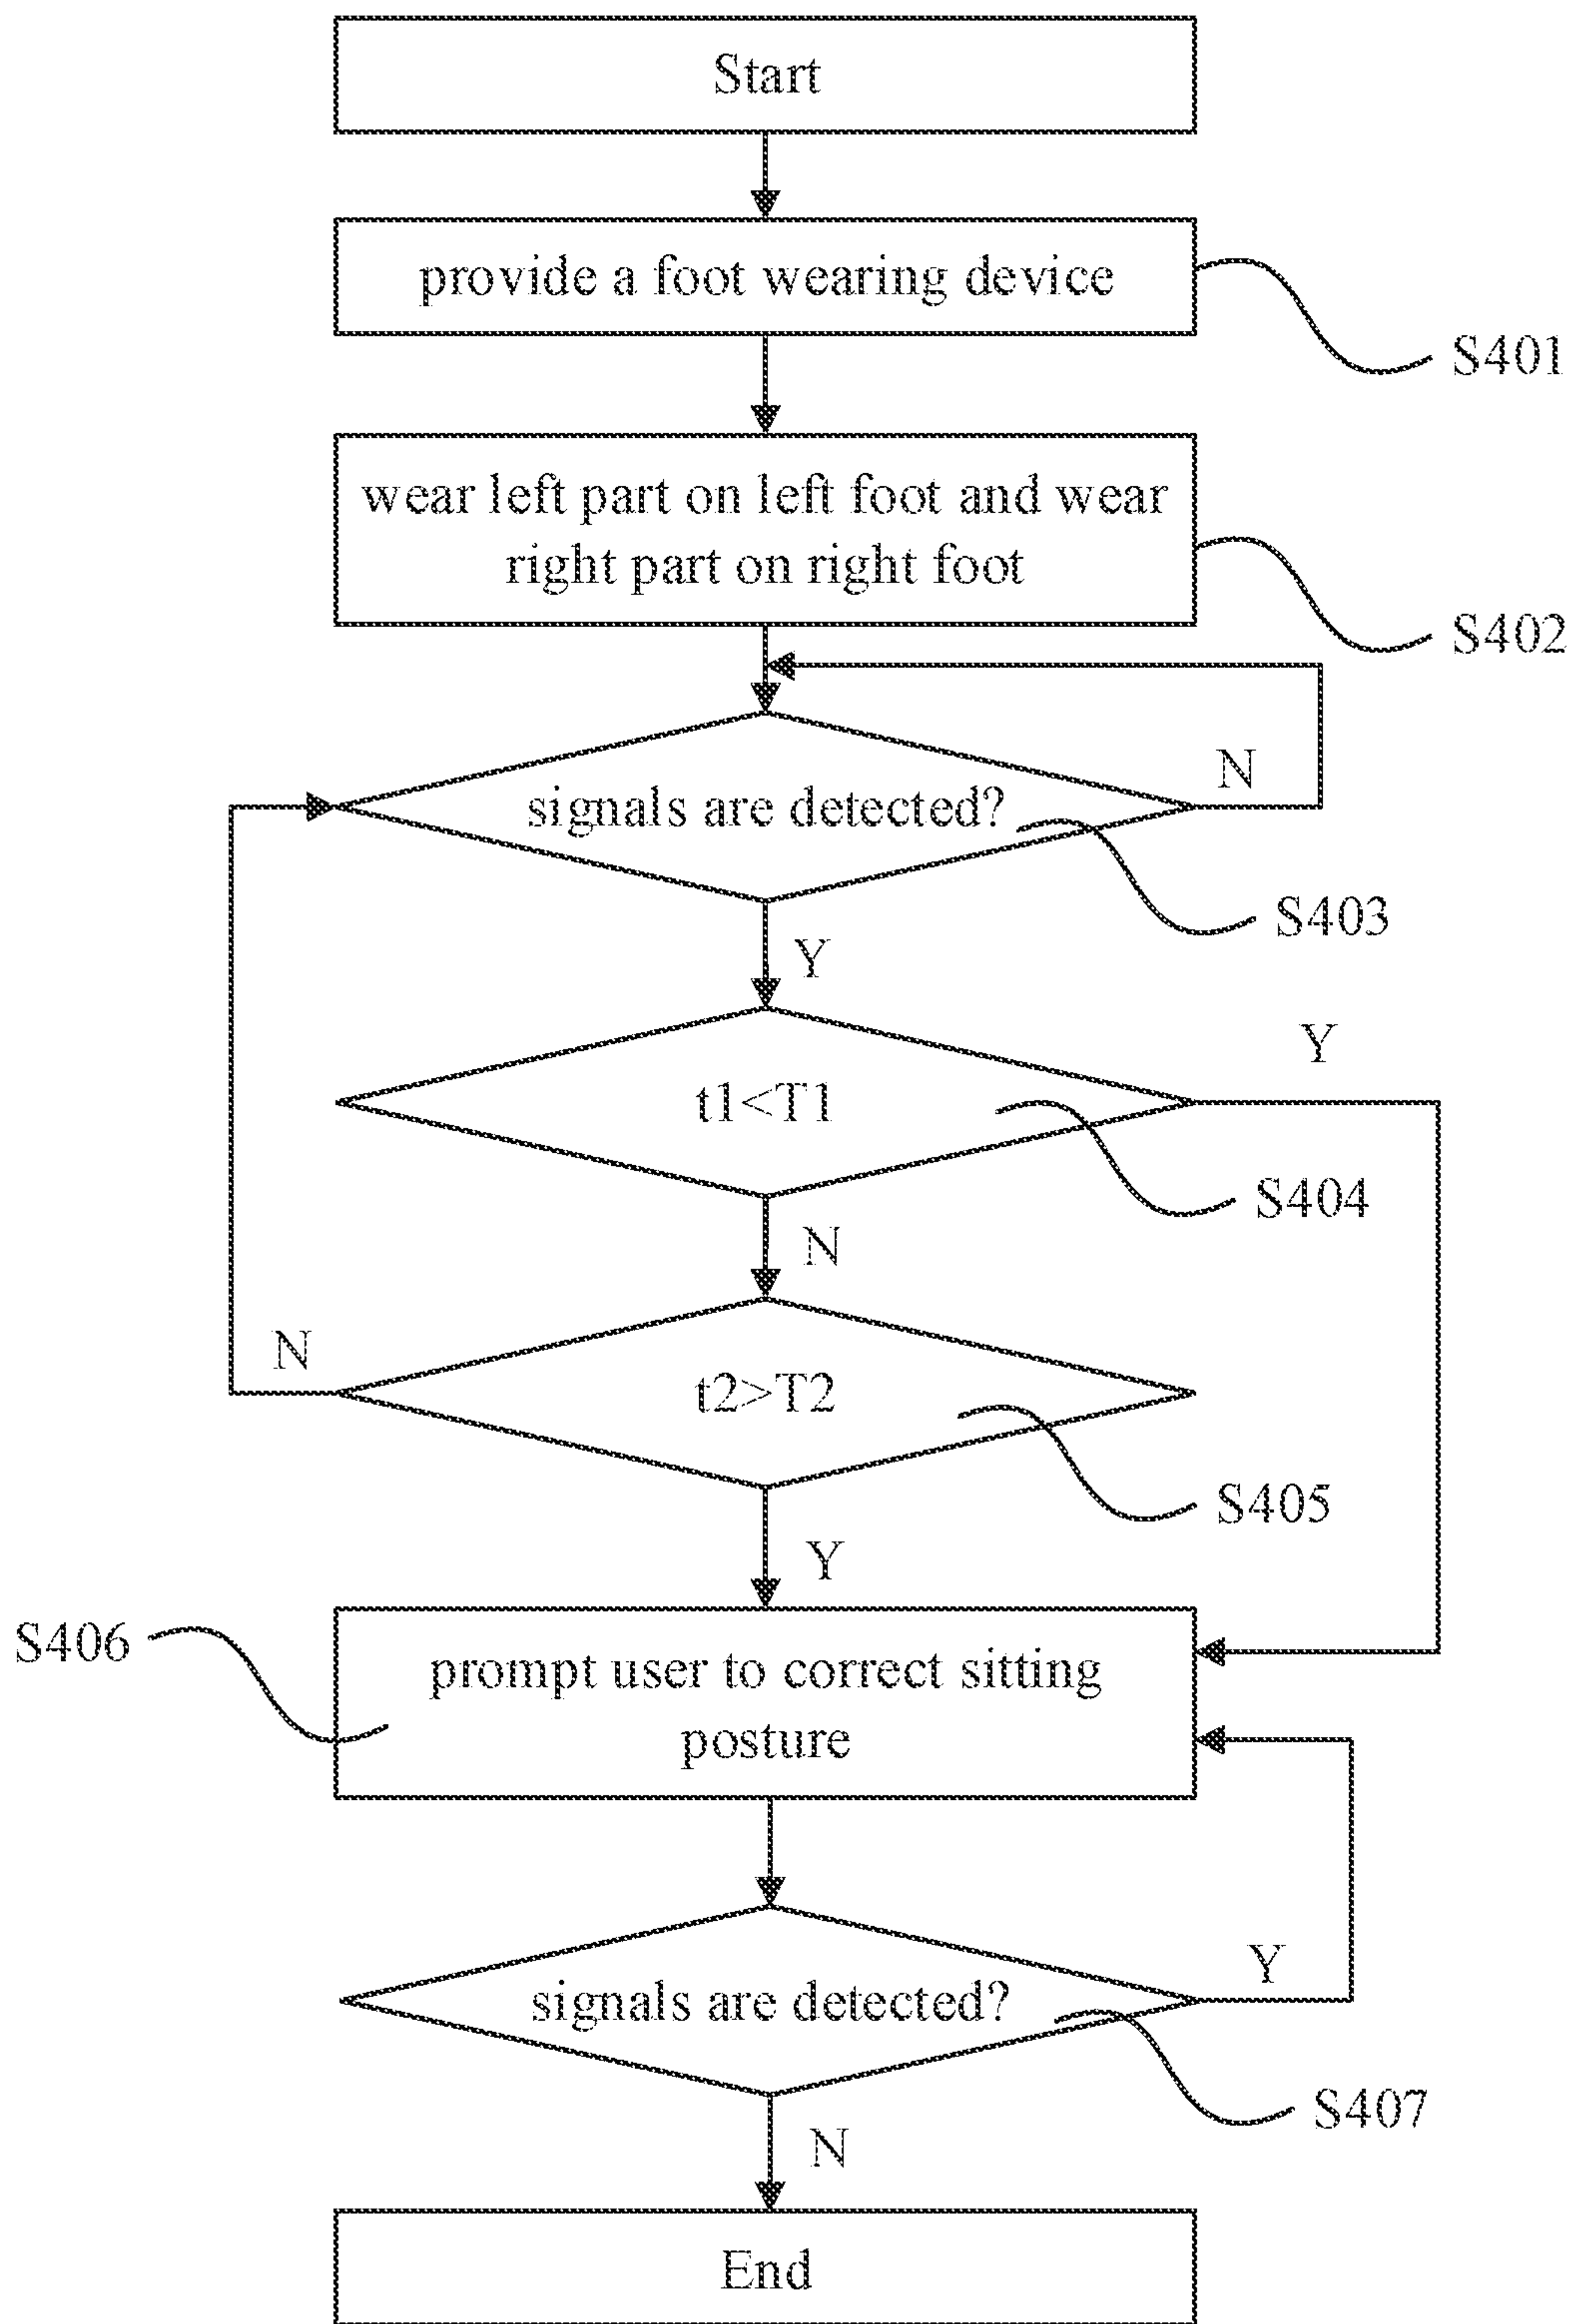 Start
provide a foot wearing device
S401
wear left part on left foot and wear
right part on right foot
S402
N
signals are detected?
S403
Y
Y
t1<T1
S404
N
N
t2>T2
S405
Y
S406
prompt user to correct sitting
posture
Y
signals are detected?
S407
N
End